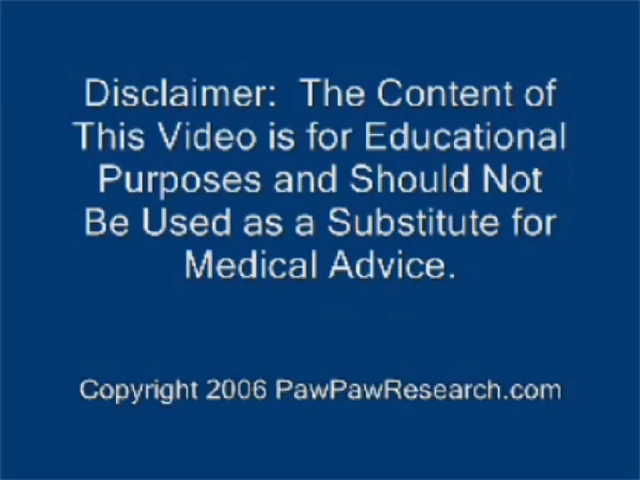 Disclaimer: The Content of
This Video is for Educational
Purposes and Should Not
Be Used as a Substitute for
Medical Advice.
Copyright 2006 PawPawResearch.com